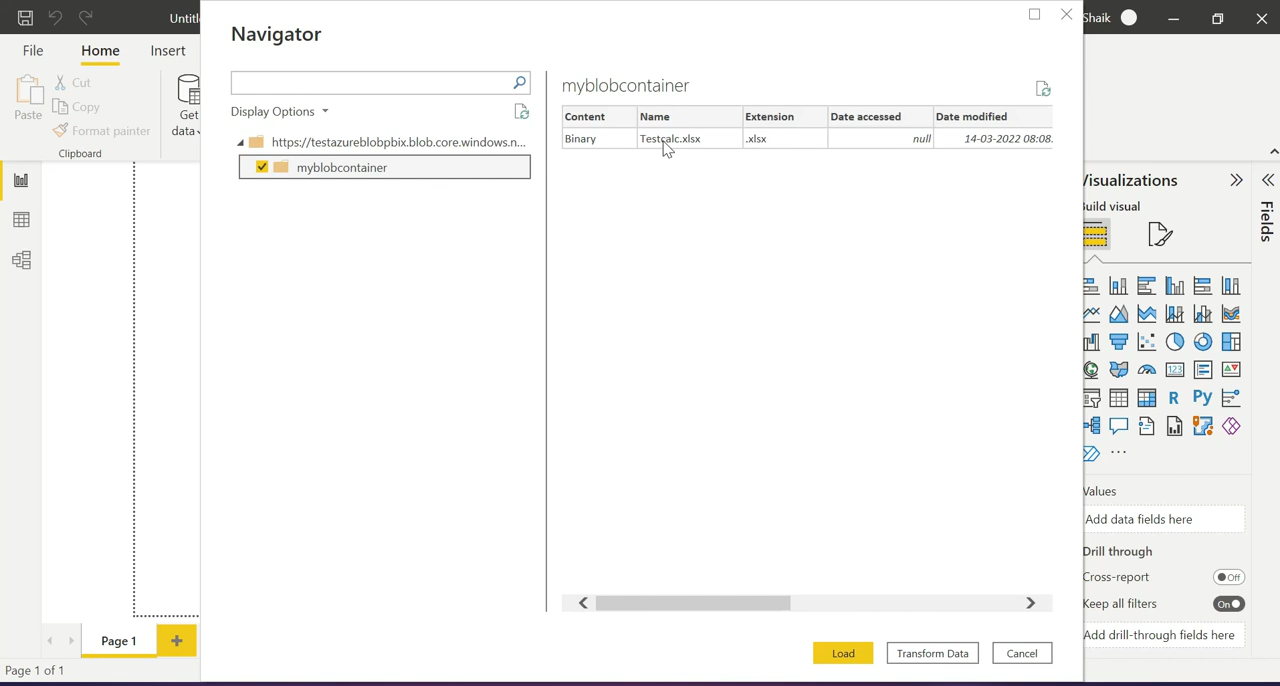 Untitl
Shaik
File
Home
Insert
Paste
Cut
Copy
Format painter
Clipboard
Get
data
Navigator
Display Options
https://testazureblobpbix.blob.core.windows.n...
myblobcontainer
myblobcontainer
Content Name Extension Date accessed Date modified
Binary Testcalc.xlsx .xlsx null 14-03-2022 08:08.
Load
Transform Data
Cancel
Visualizations
Build visual
Fields
123
R
Py
...
Values
Add data fields here
Drill through
Cross-report
Off
Keep all filters
On
Add drill-through fields here
Page 1
Page 1 of 1